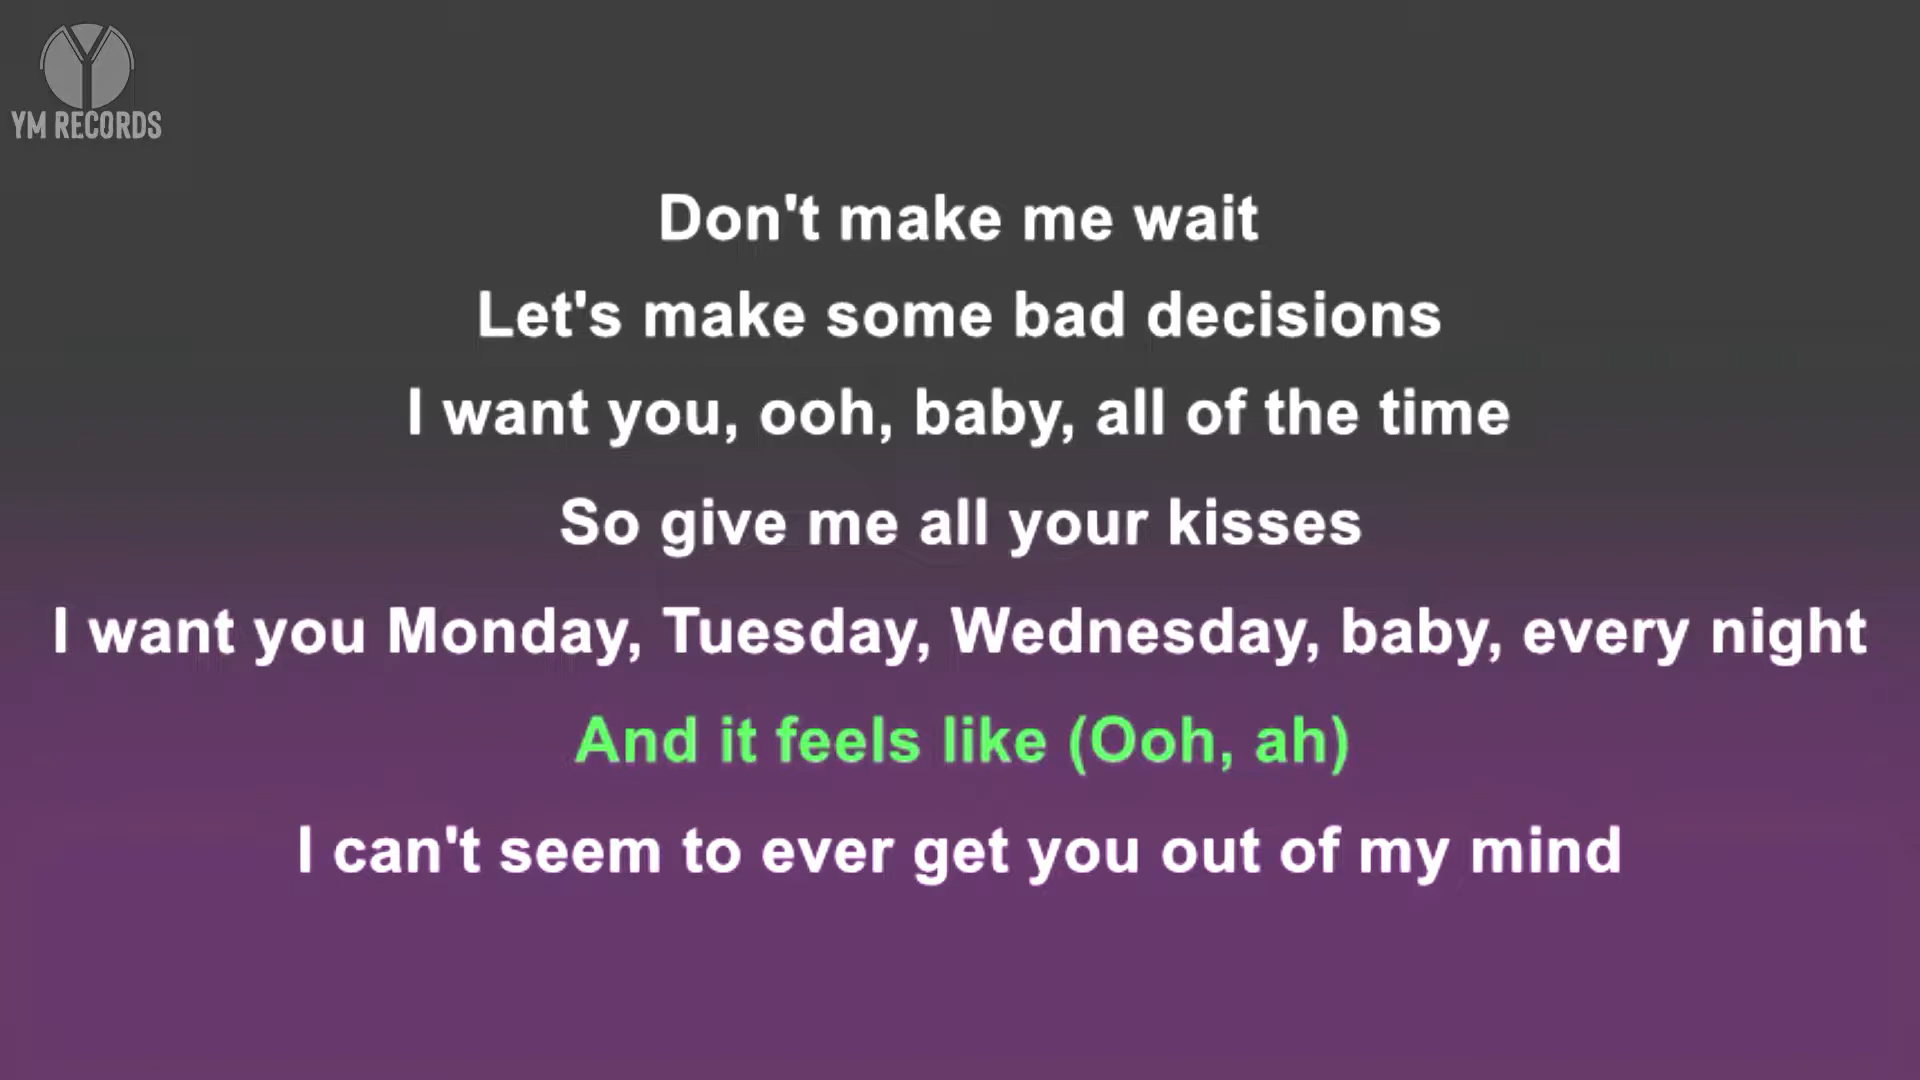 YM RECORDS
Don't make me wait
Let's make some bad decisions
I want you, ooh, baby, all of the time
So give me all your kisses
I want you Monday, Tuesday, Wednesday, baby, every night
And it feels like (Ooh, ah)
I can't seem to ever get you out of my mind